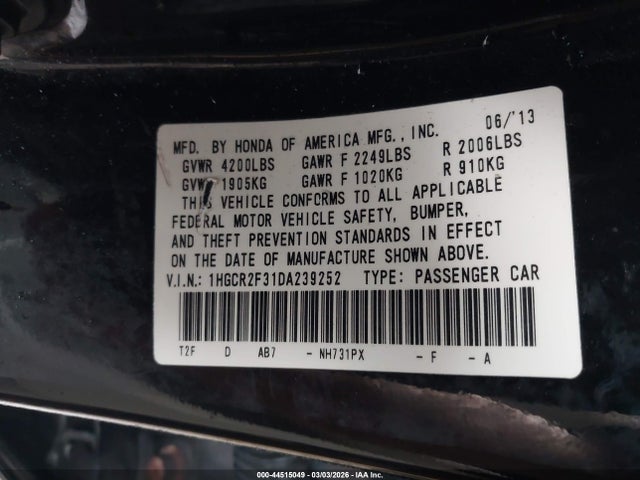 MFD. BY HONDA OF AMERICA MFG., INC. 06/'13
GVWR 4200LBS GAWR F 2249LBS R 2006LBS
GVWR 1905KG GAWR F 1020KG R 910KG
THIS VEHICLE CONFORMS TO ALL APPLICABLE
FEDERAL MOTOR VEHICLE SAFETY, BUMPER,
AND THEFT PREVENTION STANDARDS IN EFFECT
ON THE DATE OF MANUFACTURE SHOWN ABOVE.
V.I.N.: 1HGCR2F31DA239252 TYPE: PASSENGER CAR
T2F D AB7 - NH731PX - F - A
000-44515049 - 03/03/2026 - IAA Inc.